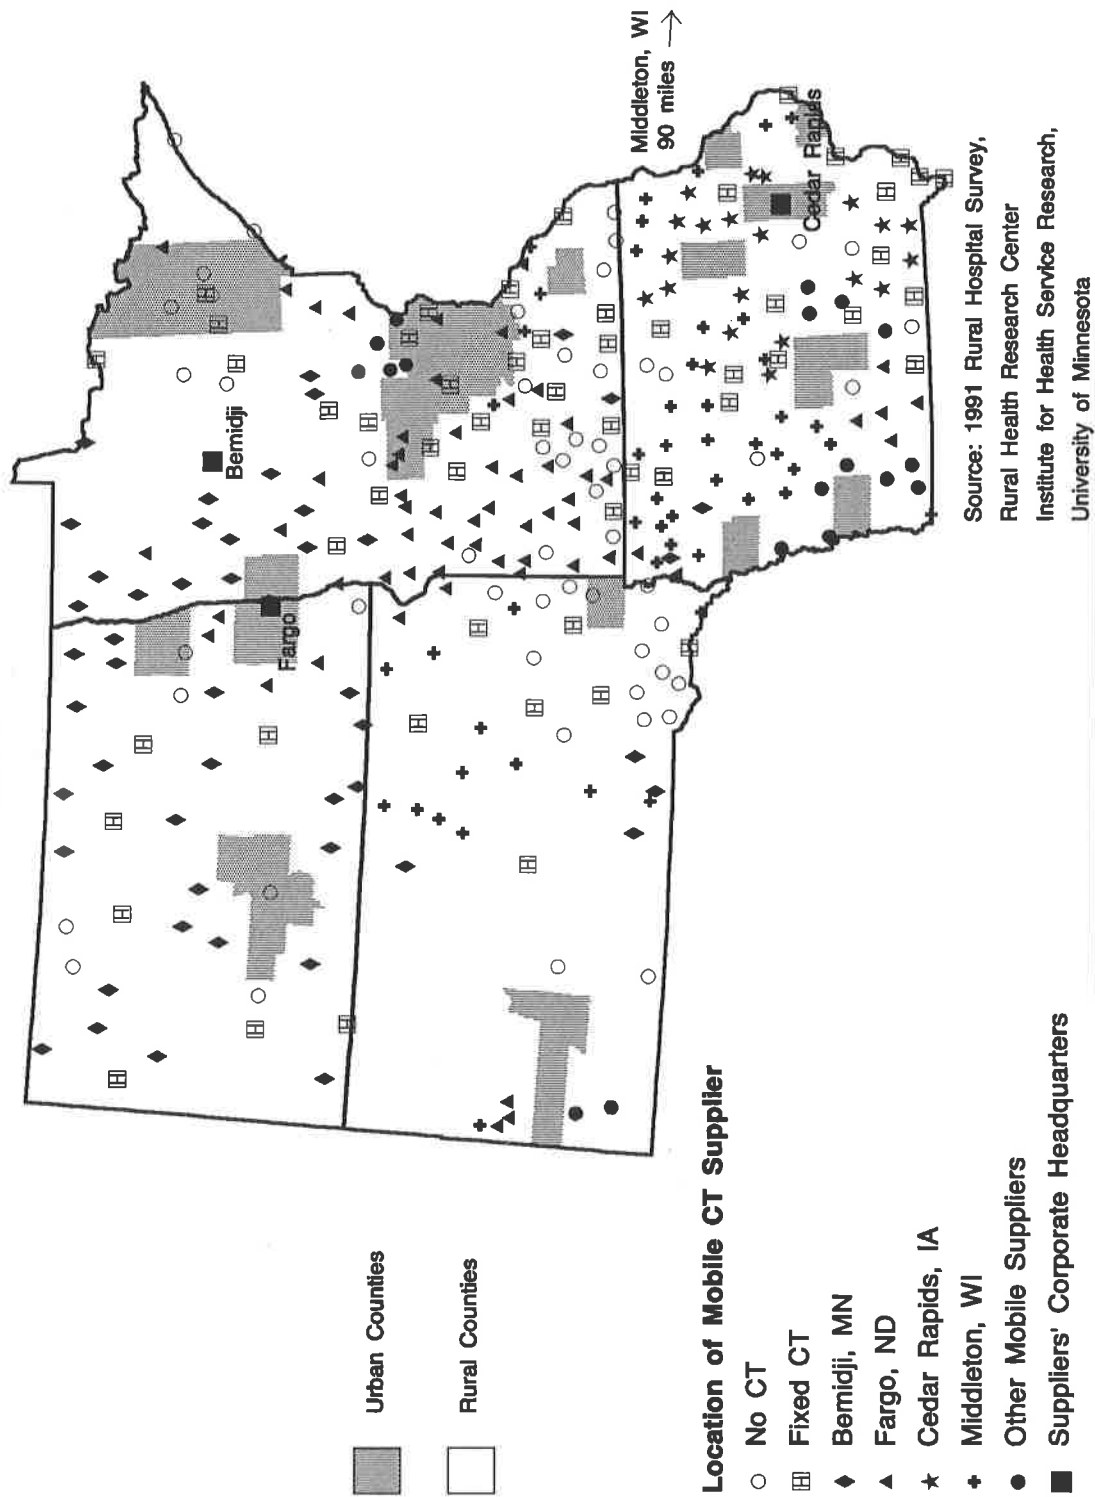 Middleton, WI
90 miles →
Bemidji
Fargo
Cedar Rapids
Source: 1991 Rural Hospital Survey,
Rural Health Research Center
Institute for Health Service Research,
University of Minnesota
Urban Counties
Rural Counties
Location of Mobile CT Supplier
No CT
Fixed CT
Bemidji, MN
Fargo, ND
Cedar Rapids, IA
Middleton, WI
Other Mobile Suppliers
Suppliers' Corporate Headquarters